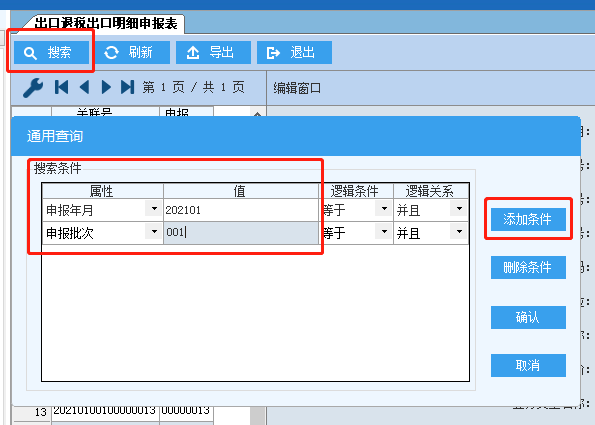 出口退税出口明细申报表
搜索 刷新 导出 退出
第 1 页 / 共 1 页 编辑窗口
关联号 申报
通用查询
搜索条件
属性 值 逻辑条件 逻辑关系
申报年月 202101 等于 并且
申报批次 001 等于 并且
添加条件
删除条件
确认
取消
13 20210100100000013 00000013